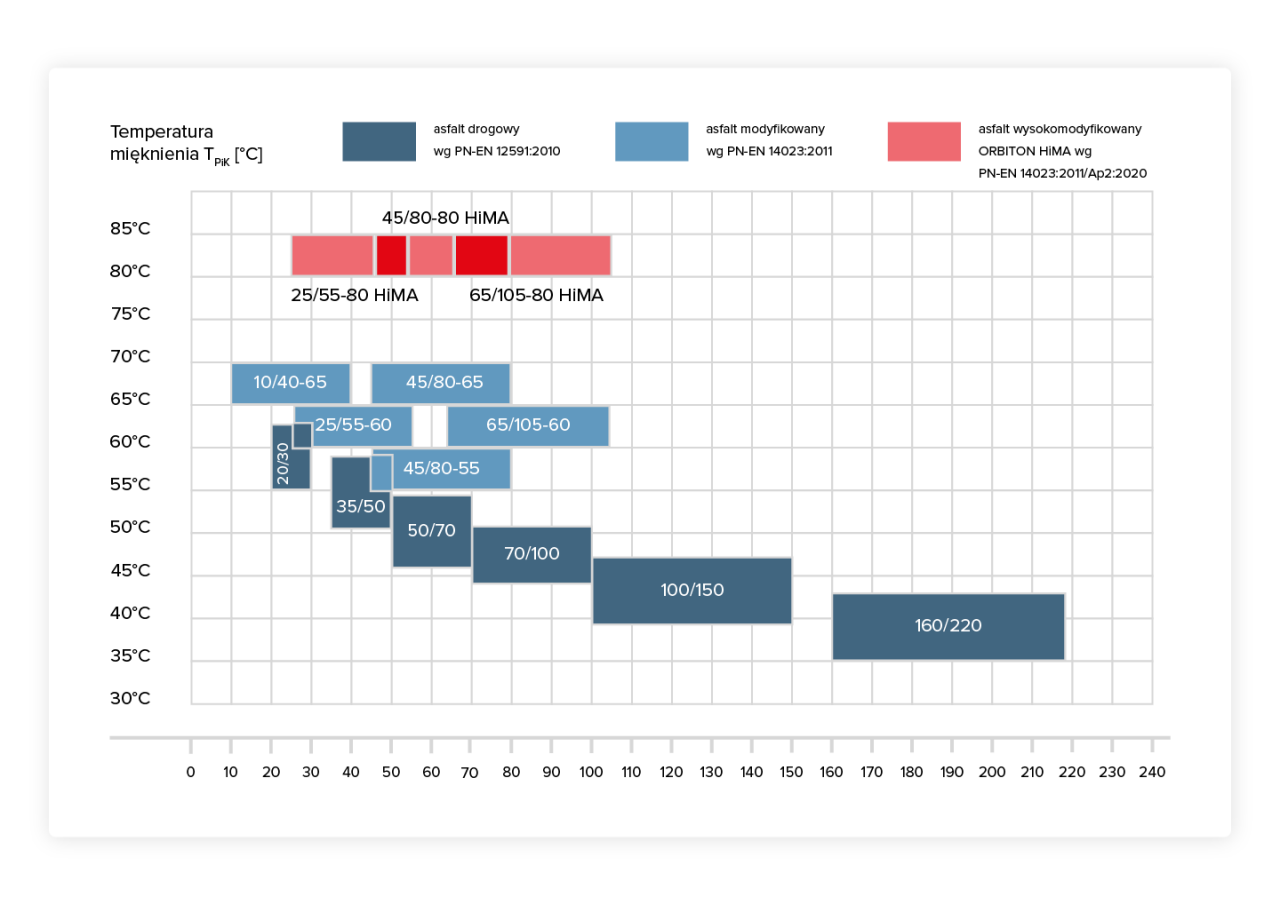 Temperatura
mięknienia TPiK [°C]
asfalt drogowy
wg PN-EN 12591:2010
asfalt modyfikowany
wg PN-EN 14023:2011
asfalt wysokomodyfikowany
ORBITON HiMA wg
PN-EN 14023:2011/Ap2:2020
45/80-80 HiMA
85°C
80°C
25/55-80 HiMA
65/105-80 HiMA
75°C
70°C
10/40-65
45/80-65
65°C
25/55-60
65/105-60
60°C
20/30
45/80-55
55°C
35/50
50°C
50/70
70/100
45°C
100/150
40°C
160/220
35°C
30°C
0 10 20 30 40 50 60 70 80 90 100 110 120 130 140 150 160 170 180 190 200 210 220 230 240